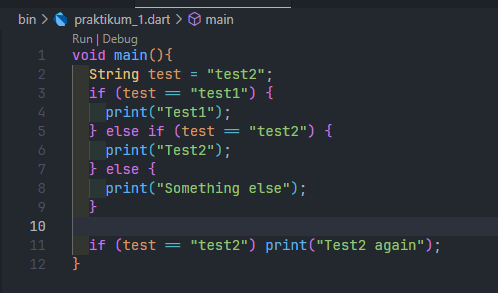 bin > praktikum_1.dart > main
Run | Debug
1 void main(){
2   String test = "test2";
3   if (test == "test1") {
4     print("Test1");
5   } else if (test == "test2") {
6     print("Test2");
7   } else {
8     print("Something else");
9   }
10
11   if (test == "test2") print("Test2 again");
12 }